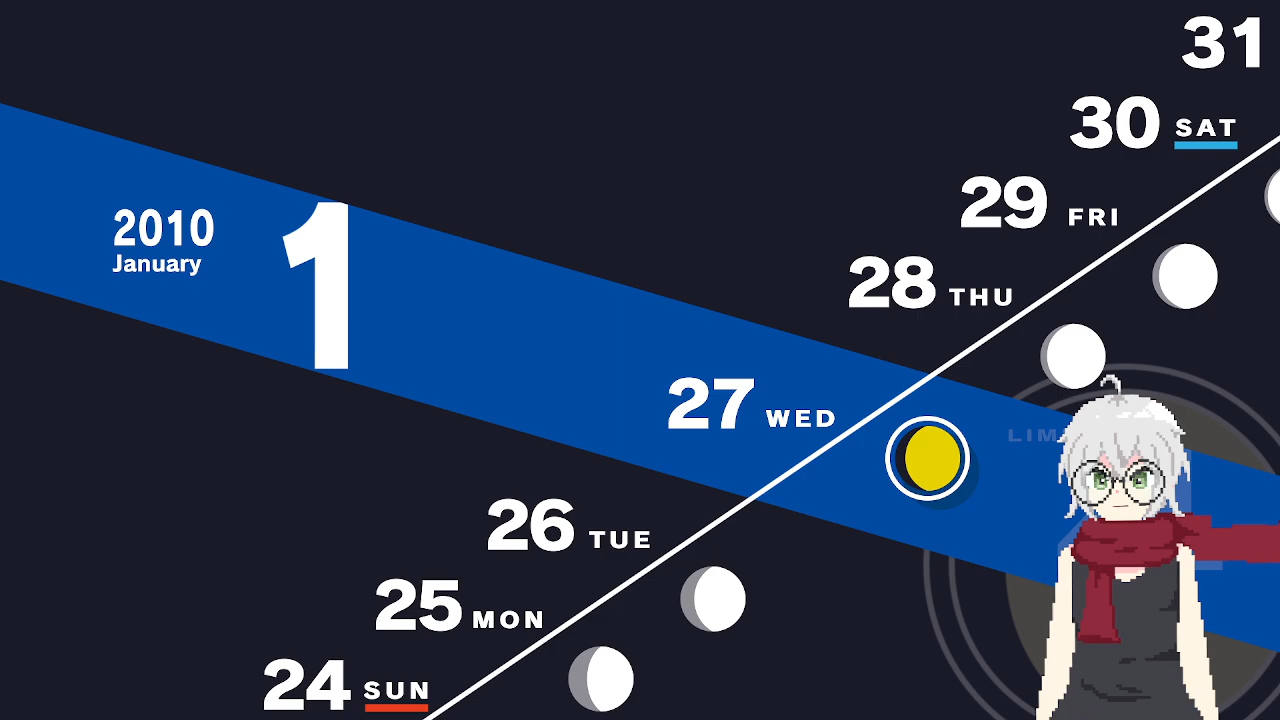 31
30 SAT
29 FRI
28 THU
2010
January
1
27 WED
26 TUE
25 MON
24 SUN